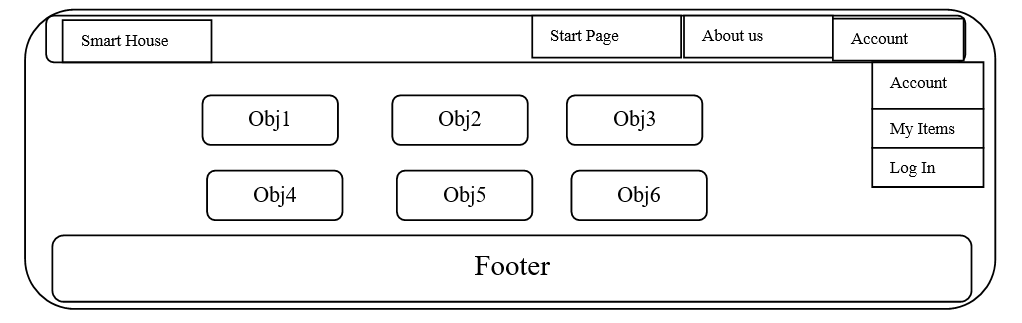 Smart House
Start Page
About us
Account
Account
My Items
Log In
Obj1
Obj2
Obj3
Obj4
Obj5
Obj6
Footer